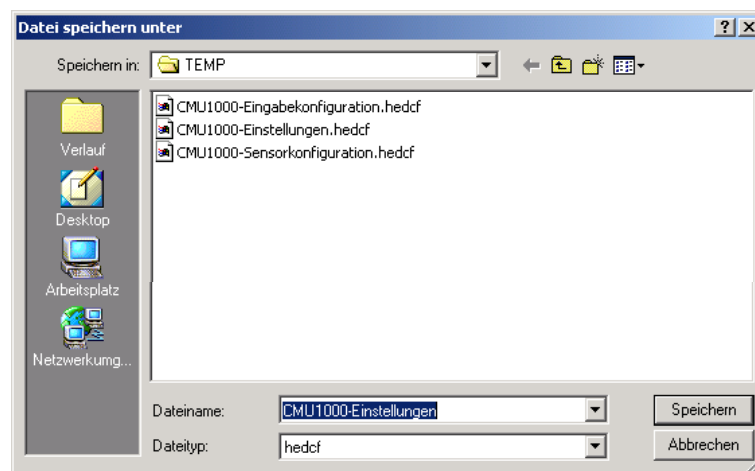 Datei speichern unter
Speichern in: TEMP
CMU1000-Eingabekonfiguration.hedcf
CMU1000-Einstellungen.hedcf
CMU1000-Sensorkonfiguration.hedcf
Verlauf
Desktop
Arbeitsplatz
Netzwerkumg...
Dateiname: CMU1000-Einstellungen Speichern
Dateityp: hedcf Abbrechen